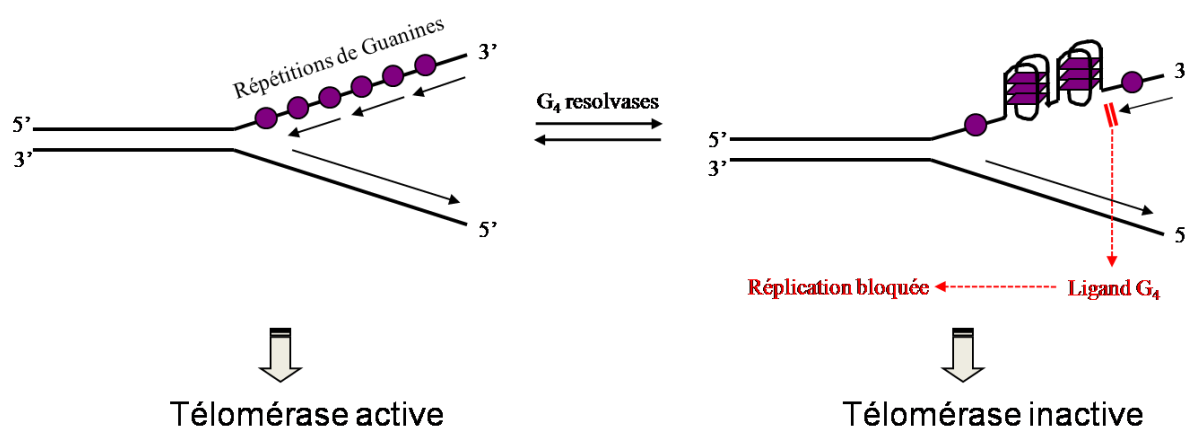 Répétitions de Guanines
3’
5’
3’
5’
G4 resolvases
3
5’
3’
5
Réplication bloquée
Ligand G4
Télomérase active
Télomérase inactive